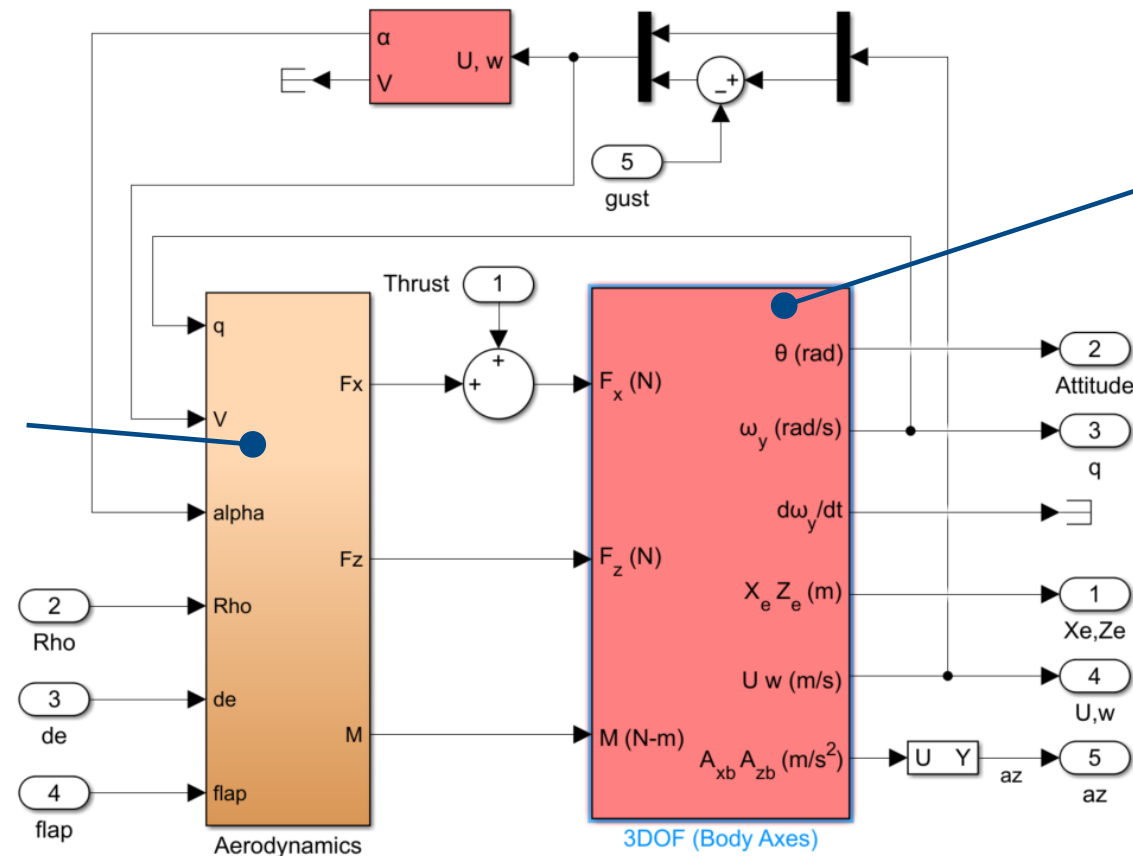 α
V
U, w
+
−
5
gust
Thrust
1
q
V
alpha
Rho
de
flap
Fx
Fz
M
Aerodynamics
+
+
2
Rho
3
de
4
flap
F_x (N)
F_z (N)
M (N-m)
θ (rad)
ω_y (rad/s)
dω_y/dt
X_e Z_e (m)
U w (m/s)
A_xb A_zb (m/s²)
3DOF (Body Axes)
2
Attitude
3
q
1
Xe,Ze
4
U,w
U Y
az
5
az